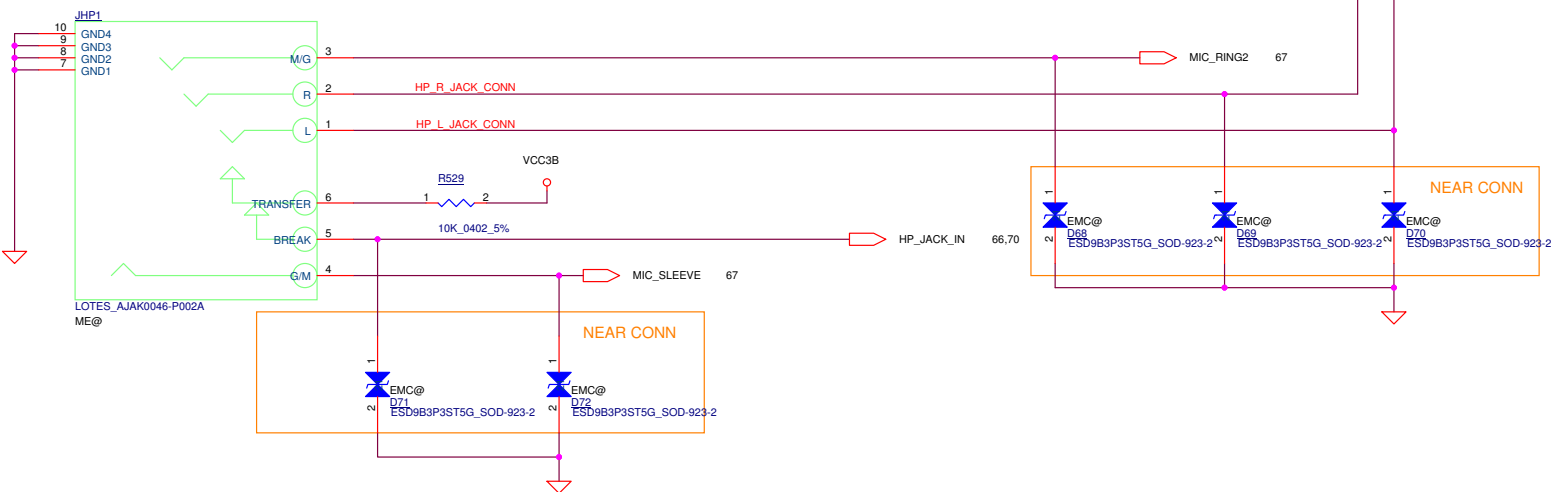 JHP1
10 GND4
9 GND3
8 GND2
7 GND1
M/G 3
MIC_RING2 67
R 2 HP_R_JACK_CONN
L 1 HP_L_JACK_CONN
VCC3B
R529
TRANSFER 6 1 2
10K_0402_5%
BREAK 5
HP_JACK_IN 66,70
G/M 4
MIC_SLEEVE 67
LOTES_AJAK0046-P002A
ME@
NEAR CONN
1 1 1
EMC@ EMC@ EMC@
2 D68 2 D69 2 D70
ESD9B3P3ST5G_SOD-923-2 ESD9B3P3ST5G_SOD-923-2 ESD9B3P3ST5G_SOD-923-2
NEAR CONN
1 1
EMC@ EMC@
2 D71 2 D72
ESD9B3P3ST5G_SOD-923-2 ESD9B3P3ST5G_SOD-923-2